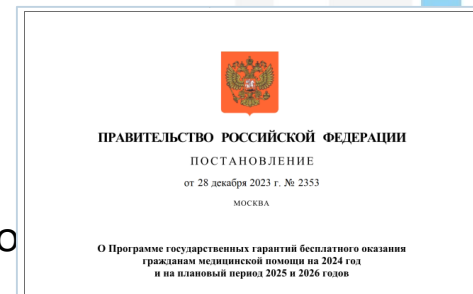 ПРАВИТЕЛЬСТВО РОССИЙСКОЙ ФЕДЕРАЦИИ
ПОСТАНОВЛЕНИЕ
от 28 декабря 2023 г. № 2353
МОСКВА
О Программе государственных гарантий бесплатного оказания
гражданам медицинской помощи на 2024 год
и на плановый период 2025 и 2026 годов